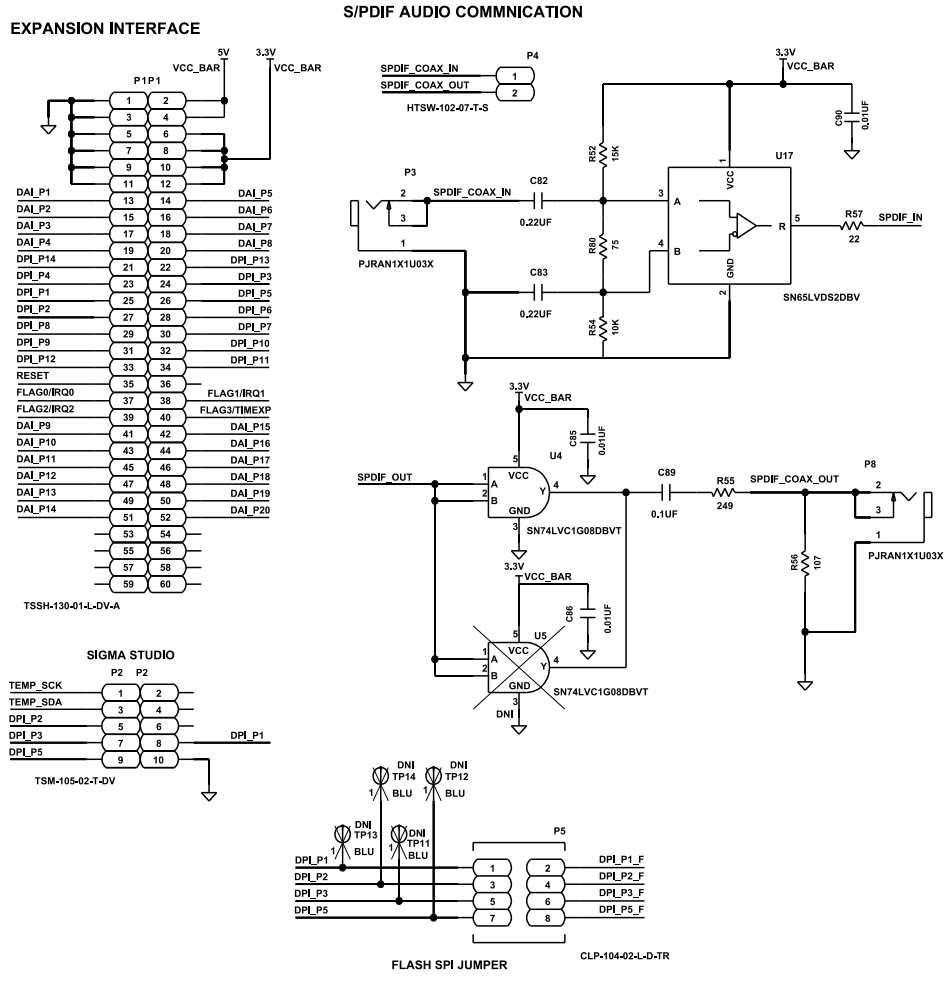 S/PDIF AUDIO COMMNICATION
EXPANSION INTERFACE
5V
VCC_BAR
3.3V
VCC_BAR
P1P1
1 2
3 4
5 6
7 8
9 10
11 12
DAI_P1 13 14 DAI_P5
DAI_P2 15 16 DAI_P6
DAI_P3 17 18 DAI_P7
DAI_P4 19 20 DAI_P8
DPI_P14 21 22 DPI_P13
DPI_P4 23 24 DPI_P3
DPI_P1 25 26 DPI_P5
DPI_P2 27 28 DPI_P6
DPI_P8 29 30 DPI_P7
DPI_P9 31 32 DPI_P10
DPI_P12 33 34 DPI_P11
RESET 35 36
FLAG0/IRQ0 37 38 FLAG1/IRQ1
FLAG2/IRQ2 39 40 FLAG3/TIMEXP
DAI_P9 41 42 DAI_P15
DAI_P10 43 44 DAI_P16
DAI_P11 45 46 DAI_P17
DAI_P12 47 48 DAI_P18
DAI_P13 49 50 DAI_P19
DAI_P14 51 52 DAI_P20
53 54
55 56
57 58
59 60
TSSH-130-01-L-DV-A
P4
SPDIF_COAX_IN 1
SPDIF_COAX_OUT 2
HTSW-102-07-T-S
3.3V
VCC_BAR
C90
0.01UF
R52
15K
U17
1
VCC
P3
2
3
1
PJRAN1X1U03X
SPDIF_COAX_IN
C82
0.22UF
3 A
R80
75
4 B
R 5
R57
22
SPDIF_IN
GND
2
SN65LVDS2DBV
C83
0.22UF
R54
10K
3.3V
VCC_BAR
C85
0.01UF
U4
5
VCC
SPDIF_OUT
1 A
2 B
Y 4
GND
3
SN74LVC1G08DBVT
C89
0.1UF
R55
249
SPDIF_COAX_OUT
P8
2
3
1
PJRAN1X1U03X
R56
107
3.3V
VCC_BAR
C86
0.01UF
U5
5
VCC
1 A
2 B
Y 4
GND
3
SN74LVC1G08DBVT
DNI
SIGMA STUDIO
P2 P2
TEMP_SCK 1 2
TEMP_SDA 3 4
DPI_P2 5 6
DPI_P3 7 8 DPI_P1
DPI_P5 9 10
TSM-105-02-T-DV
DNI
TP14
1 BLU
DNI
TP12
1 BLU
DNI
TP13
1 BLU
DNI
TP11
1 BLU
P5
DPI_P1 1 2 DPI_P1_F
DPI_P2 3 4 DPI_P2_F
DPI_P3 5 6 DPI_P3_F
DPI_P5 7 8 DPI_P5_F
CLP-104-02-L-D-TR
FLASH SPI JUMPER